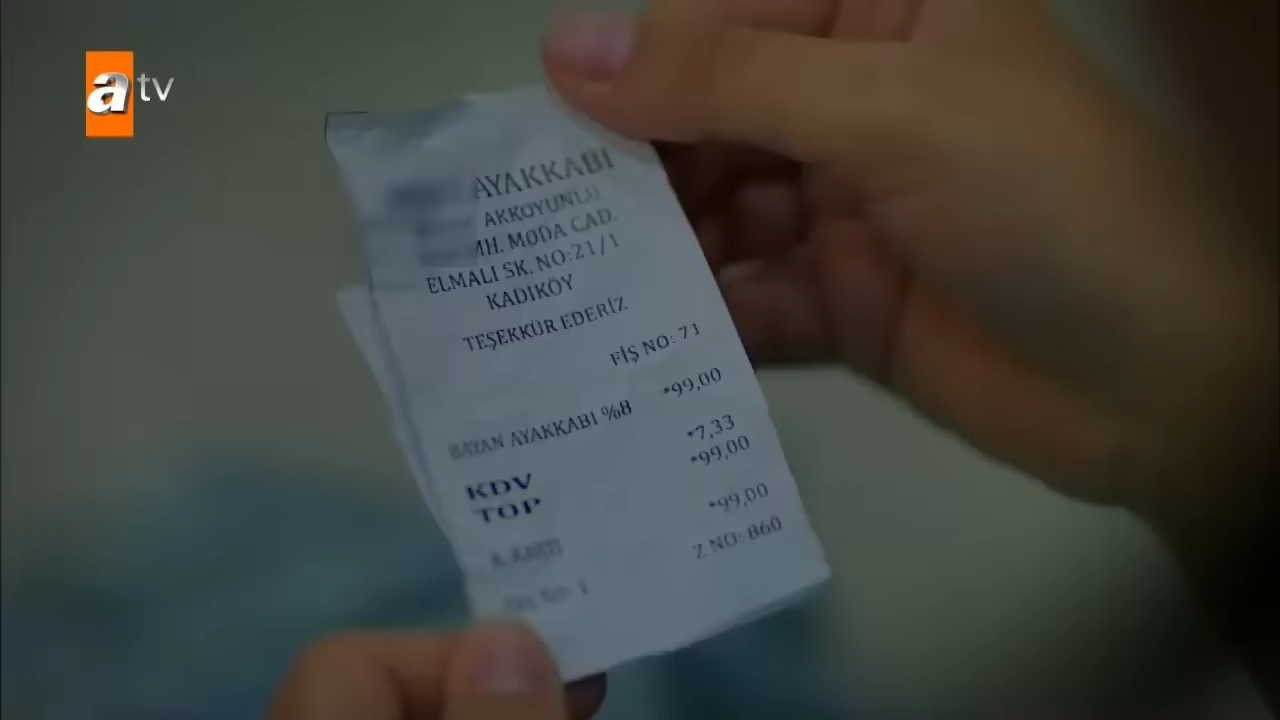 atv
AYAKKABI
AKKOYUNLU
MH. MODA CAD.
ELMALI SK. NO:21/1
KADIKÖY
TEŞEKKÜR EDERİZ
FİŞ NO: 71
BAYAN AYAKKABI %8 *99,00
KDV *7,33
TOP *99,00
K. KARTI *99,00
Z NO: 860